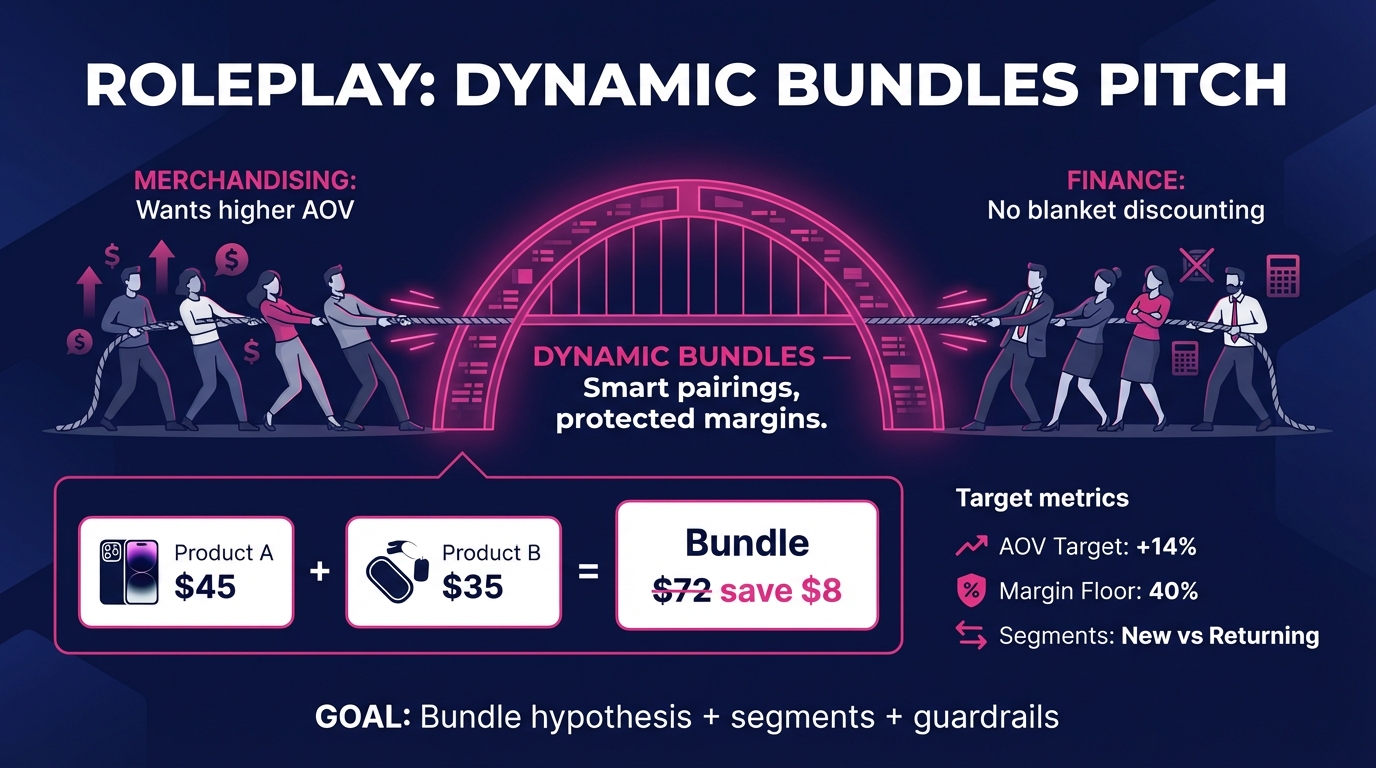 ROLEPLAY: DYNAMIC BUNDLES PITCH
MERCHANDISING:
Wants higher AOV
FINANCE:
No blanket discounting
DYNAMIC BUNDLES —
Smart pairings,
protected margins.
Product A
$45
+
Product B
$35
=
Bundle
$72 save $8
Target metrics
AOV Target: +14%
Margin Floor: 40%
Segments: New vs Returning
GOAL: Bundle hypothesis + segments + guardrails